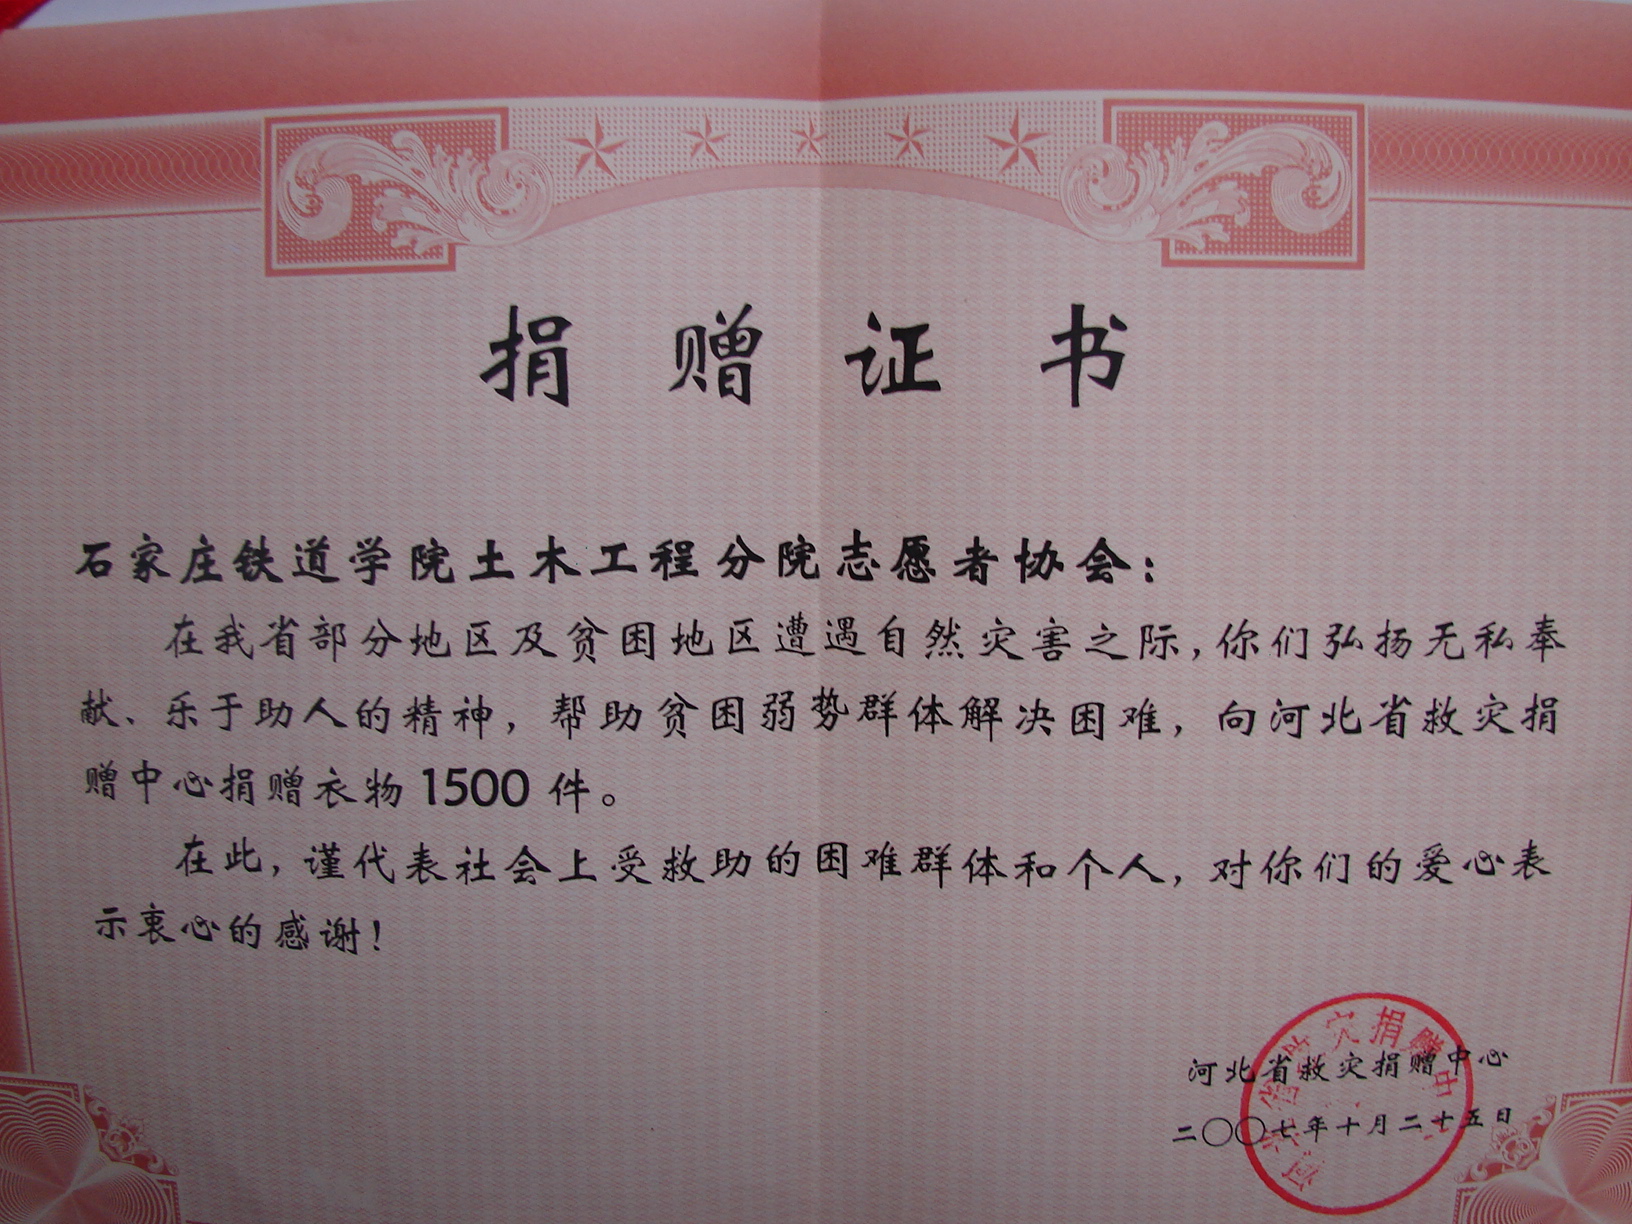 捐赠证书
石家庄铁道学院土木工程分院志愿者协会：
在我省部分地区及贫困地区遭遇自然灾害之际，你们弘扬无私奉
献、乐于助人的精神，帮助贫困弱势群体解决困难，向河北省救灾捐
赠中心捐赠衣物1500件。
在此，谨代表社会上受救助的困难群体和个人，对你们的爱心表
示衷心的感谢！
河北省救灾捐赠中心
二〇〇七年十月二十五日